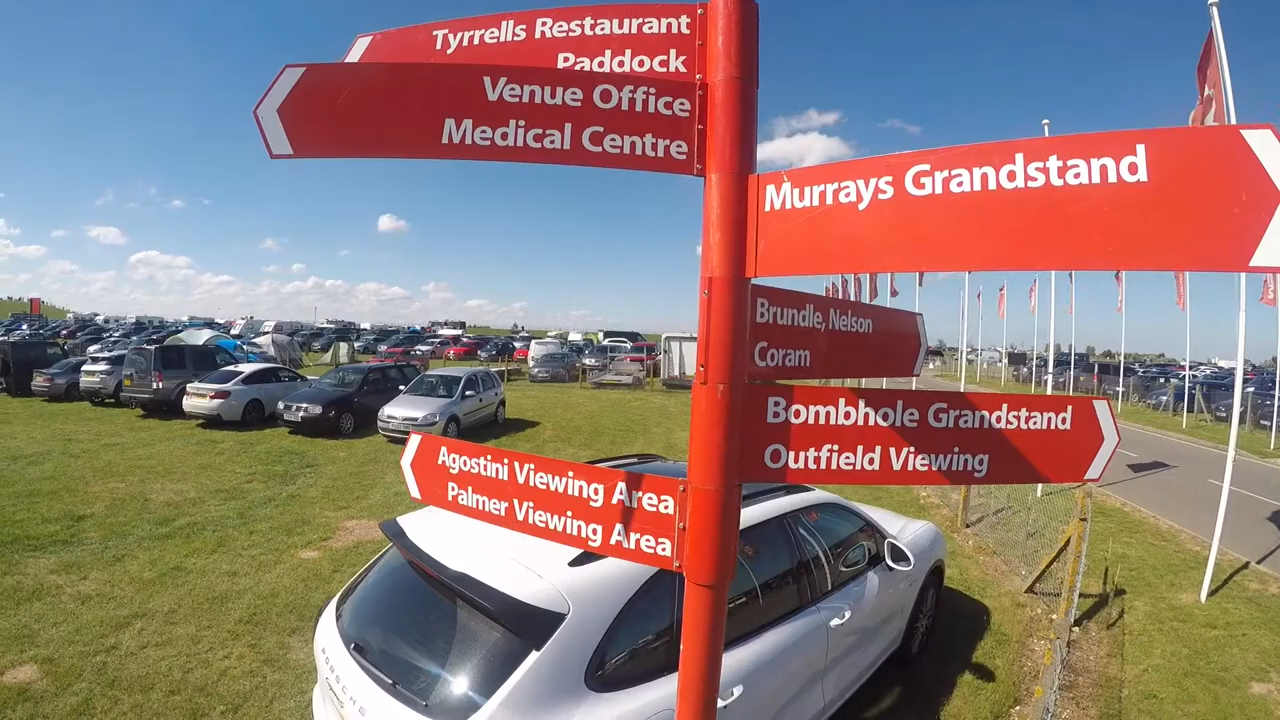 Tyrrells Restaurant
Paddock
Venue Office
Medical Centre
Murrays Grandstand
Brundle, Nelson
Coram
Bombhole Grandstand
Outfield Viewing
Agostini Viewing Area
Palmer Viewing Area
PORSCHE